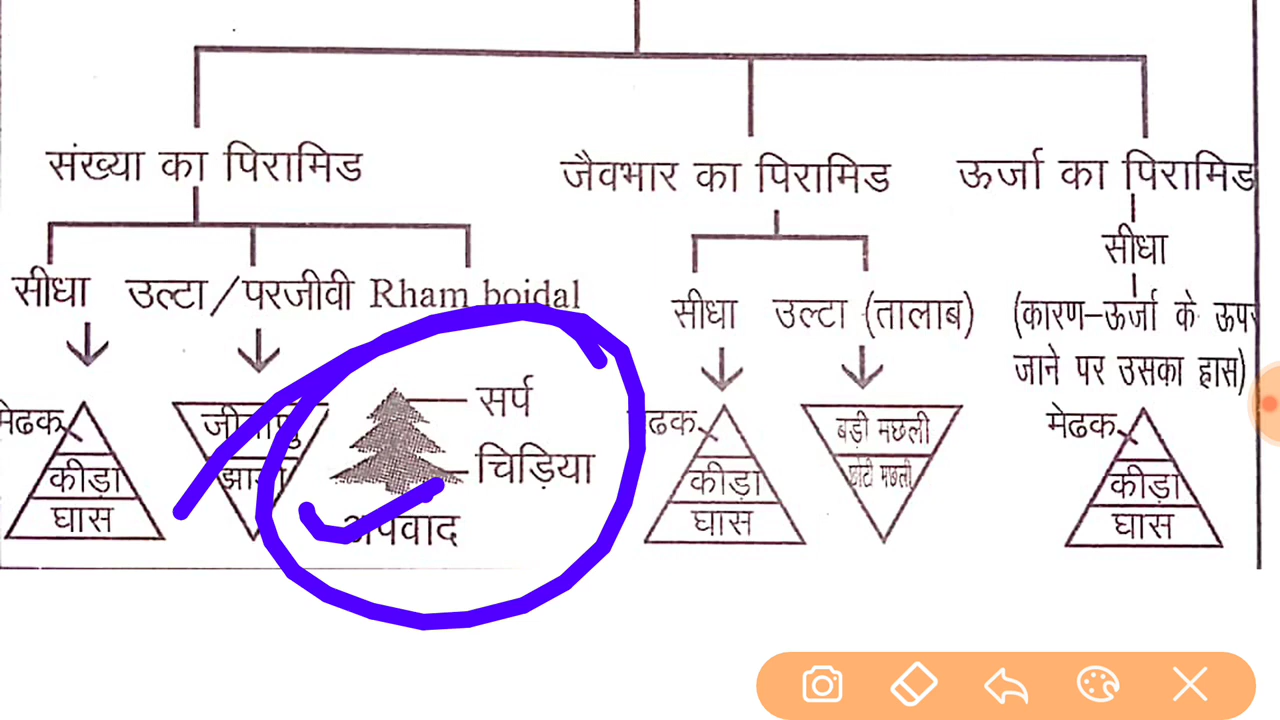 संख्या का पिरामिड
जैवभार का पिरामिड
ऊर्जा का पिरामिड
सीधा
उल्टा/परजीवी
Rham boidal
सीधा
उल्टा (तालाब)
सीधा
(कारण–ऊर्जा के ऊपर
जाने पर उसका ह्रास)
मेढक
कीड़ा
घास
सर्प
चिड़िया
अपवाद
कीड़ा
घास
बड़ी मछली
छोटी मछली
मेढक
कीड़ा
घास